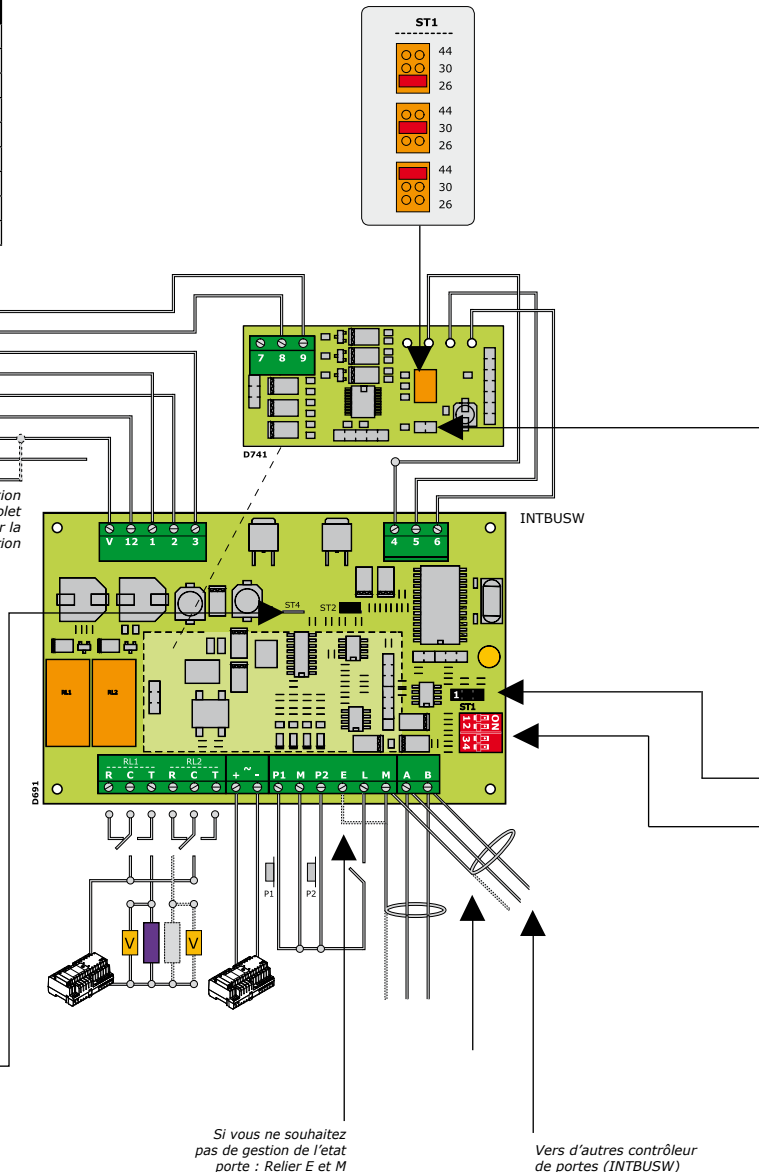 ST1
44
30
26
44
30
26
44
30
26
7 8 9
D741
tion
plet
r la
tion
V 12 1 2 3
4 5 6
INTBUSW
ST4
ST2
RL1
RL2
1
ST1
ON
1 2
3 4
RL1 RL2
R C T R C T + ~ - P1 M P2 E L M A B
D691
P1
P2
V
V
Si vous ne souhaitez
pas de gestion de l'etat
porte : Relier E et M
Vers d'autres contrôleur
de portes (INTBUSW)